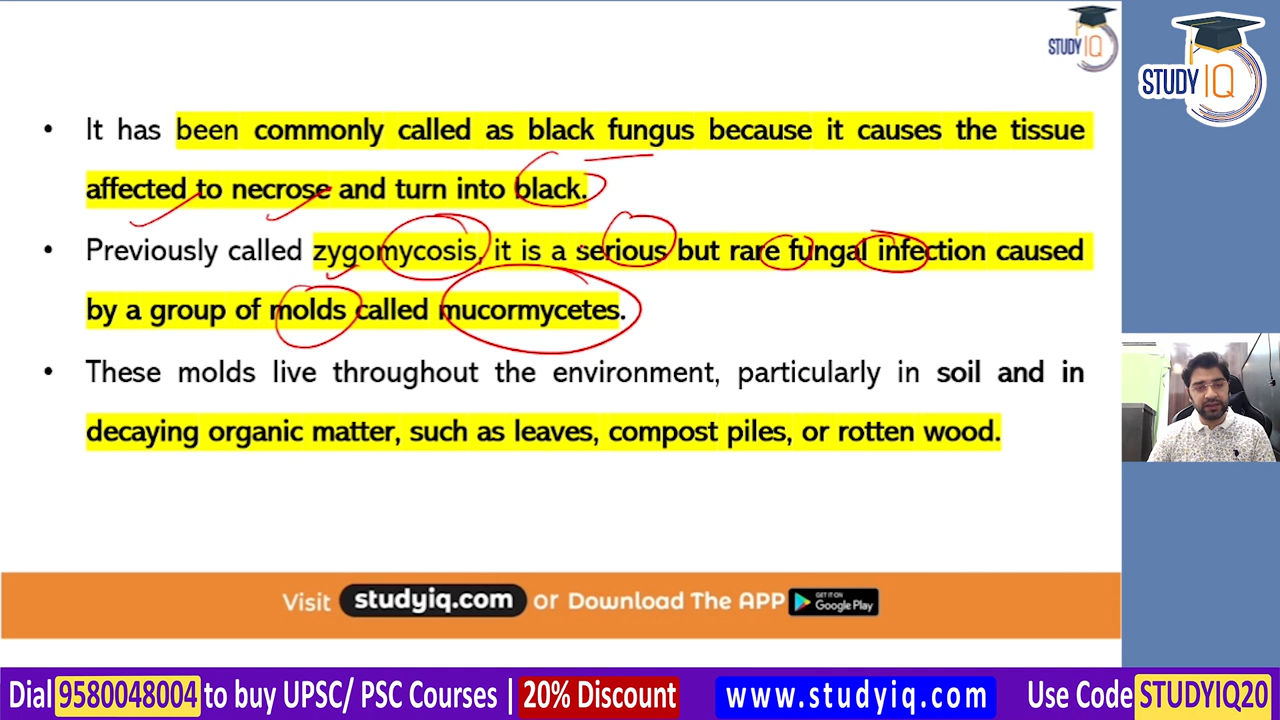 STUDY IQ
STUDY IQ
• It has been commonly called as black fungus because it causes the tissue
affected to necrose and turn into black.
• Previously called zygomycosis, it is a serious but rare fungal infection caused
by a group of molds called mucormycetes.
• These molds live throughout the environment, particularly in soil and in
decaying organic matter, such as leaves, compost piles, or rotten wood.
Visit studyiq.com or Download The APP GET IT ON Google Play
Dial 9580048004 to buy UPSC/ PSC Courses | 20% Discount www.studyiq.com Use Code STUDYIQ20